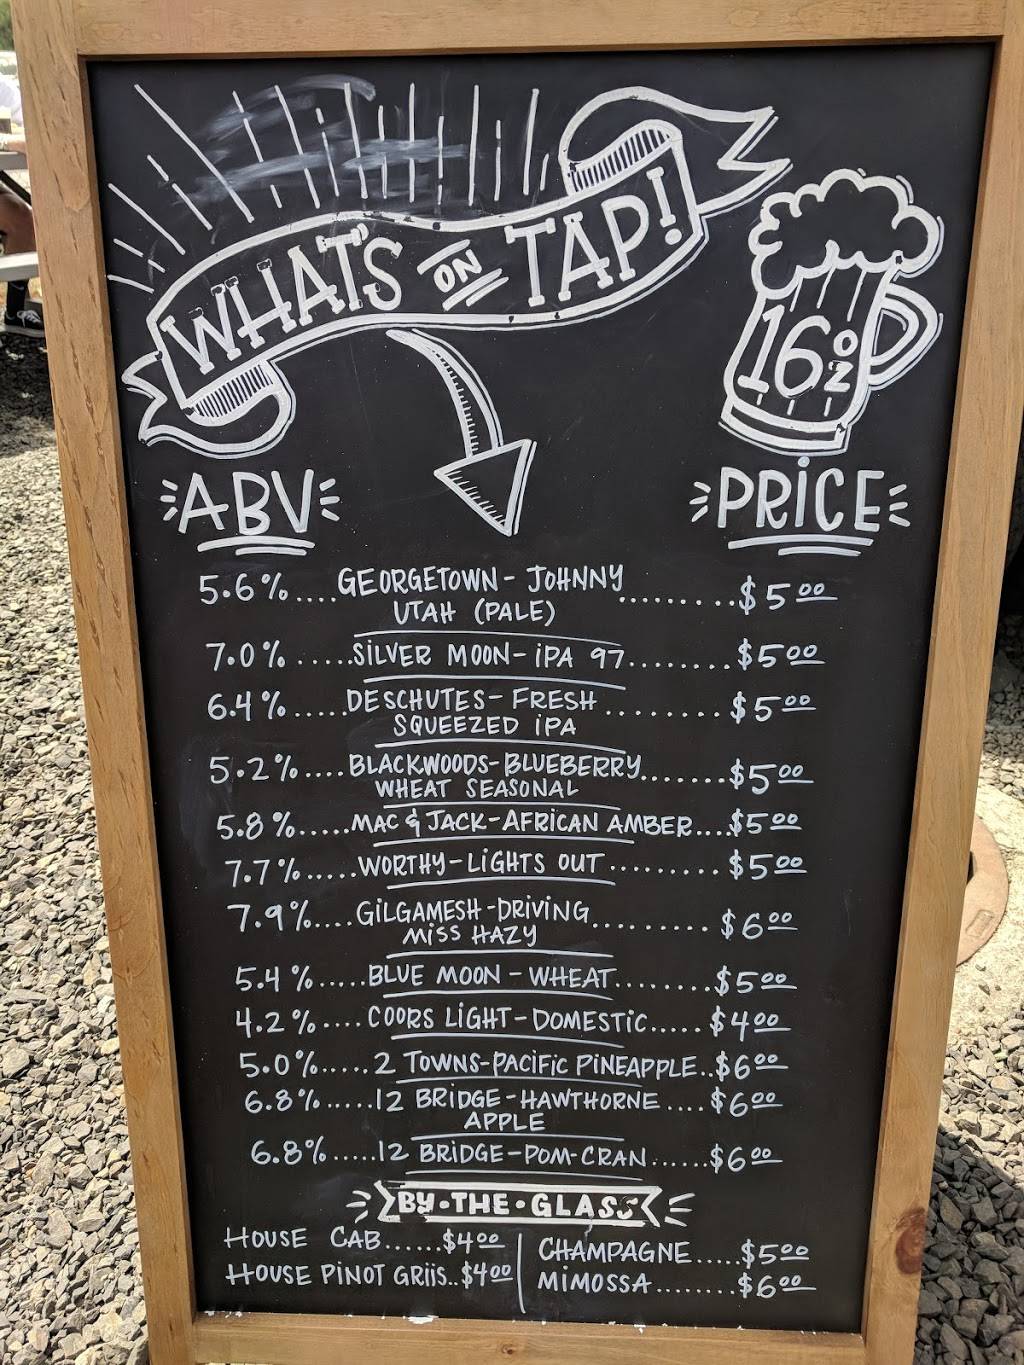 WHAT'S ON TAP!
16 oz
ABV
PRICE
5.6%....GEORGETOWN - JOHNNY
UTAH (PALE).........$5.00
7.0%.....SILVER MOON - IPA 97........$5.00
6.4%.....DESCHUTES - FRESH
SQUEEZED IPA........$5.00
5.2%....BLACKWOODS - BLUEBERRY.......$5.00
WHEAT SEASONAL
5.8%.....MAC & JACK - AFRICAN AMBER....$5.00
7.7%.....WORTHY - LIGHTS OUT..........$5.00
7.9%....GILGAMESH - DRIVING
MISS HAZY.........$6.00
5.4%.....BLUE MOON - WHEAT........$5.00
4.2%....COORS LIGHT - DOMESTIC.....$4.00
5.0%.....2 TOWNS - PACIFIC PINEAPPLE..$6.00
6.8%.....12 BRIDGE - HAWTHORNE....$6.00
APPLE
6.8%.....12 BRIDGE - POM-CRAN......$6.00
BY • THE • GLASS
HOUSE CAB......$4.00
HOUSE PINOT GRIIS..$4.00
CHAMPAGNE.....$5.00
MIMOSSA........$6.00